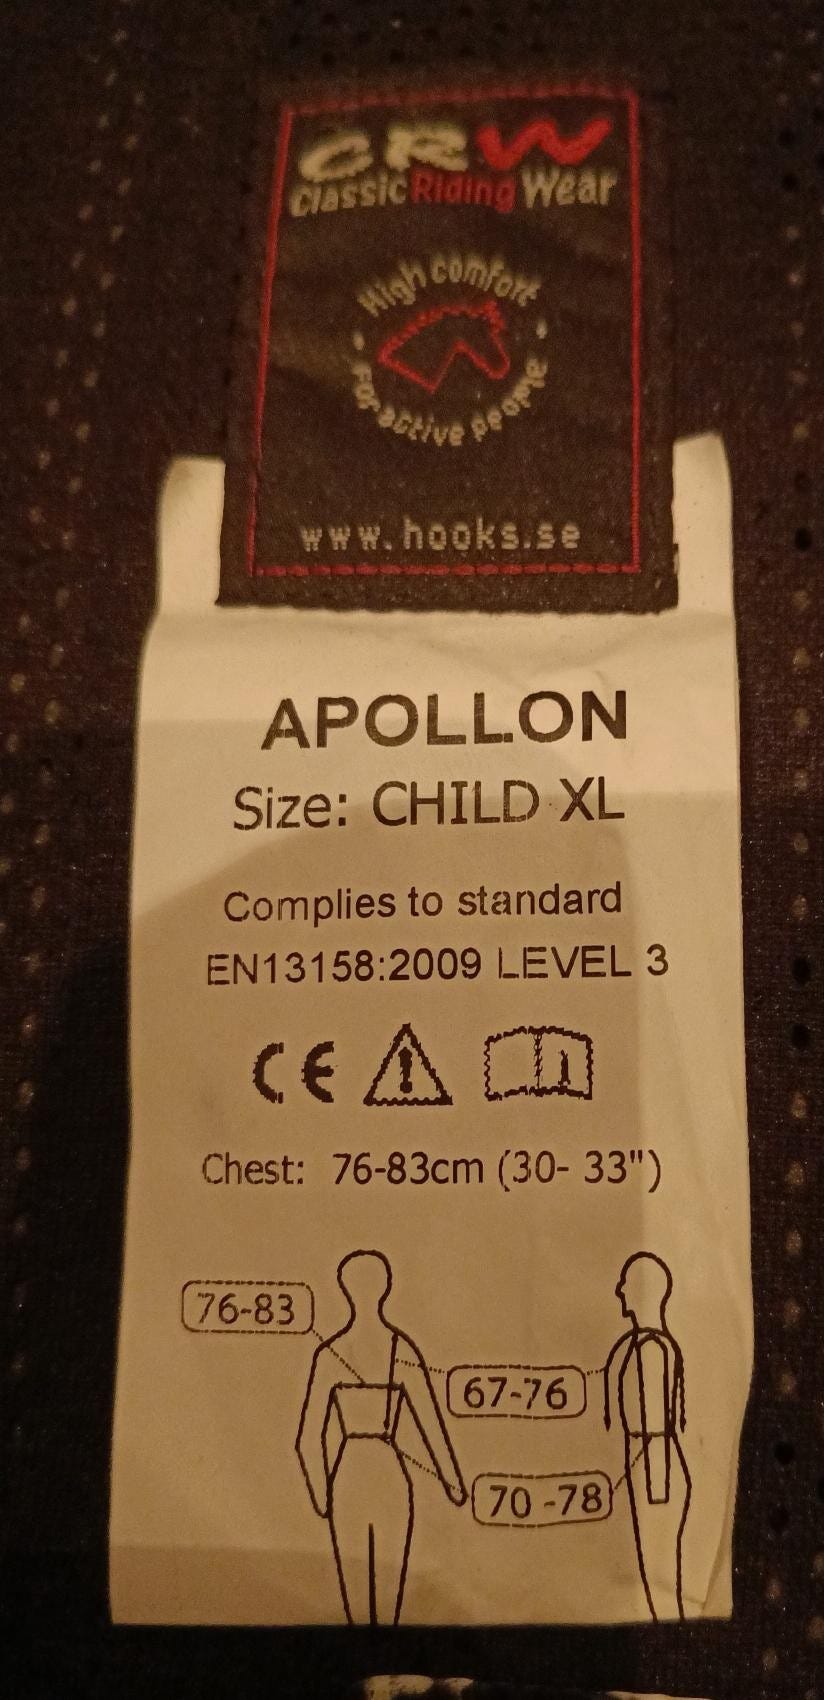 CRW
Classic Riding Wear
High comfort
For active people
www.hooks.se
APOLLON
Size: CHILD XL
Complies to standard
EN13158:2009 LEVEL 3
CE
Chest: 76-83cm (30- 33")
76-83
67-76
70 -78